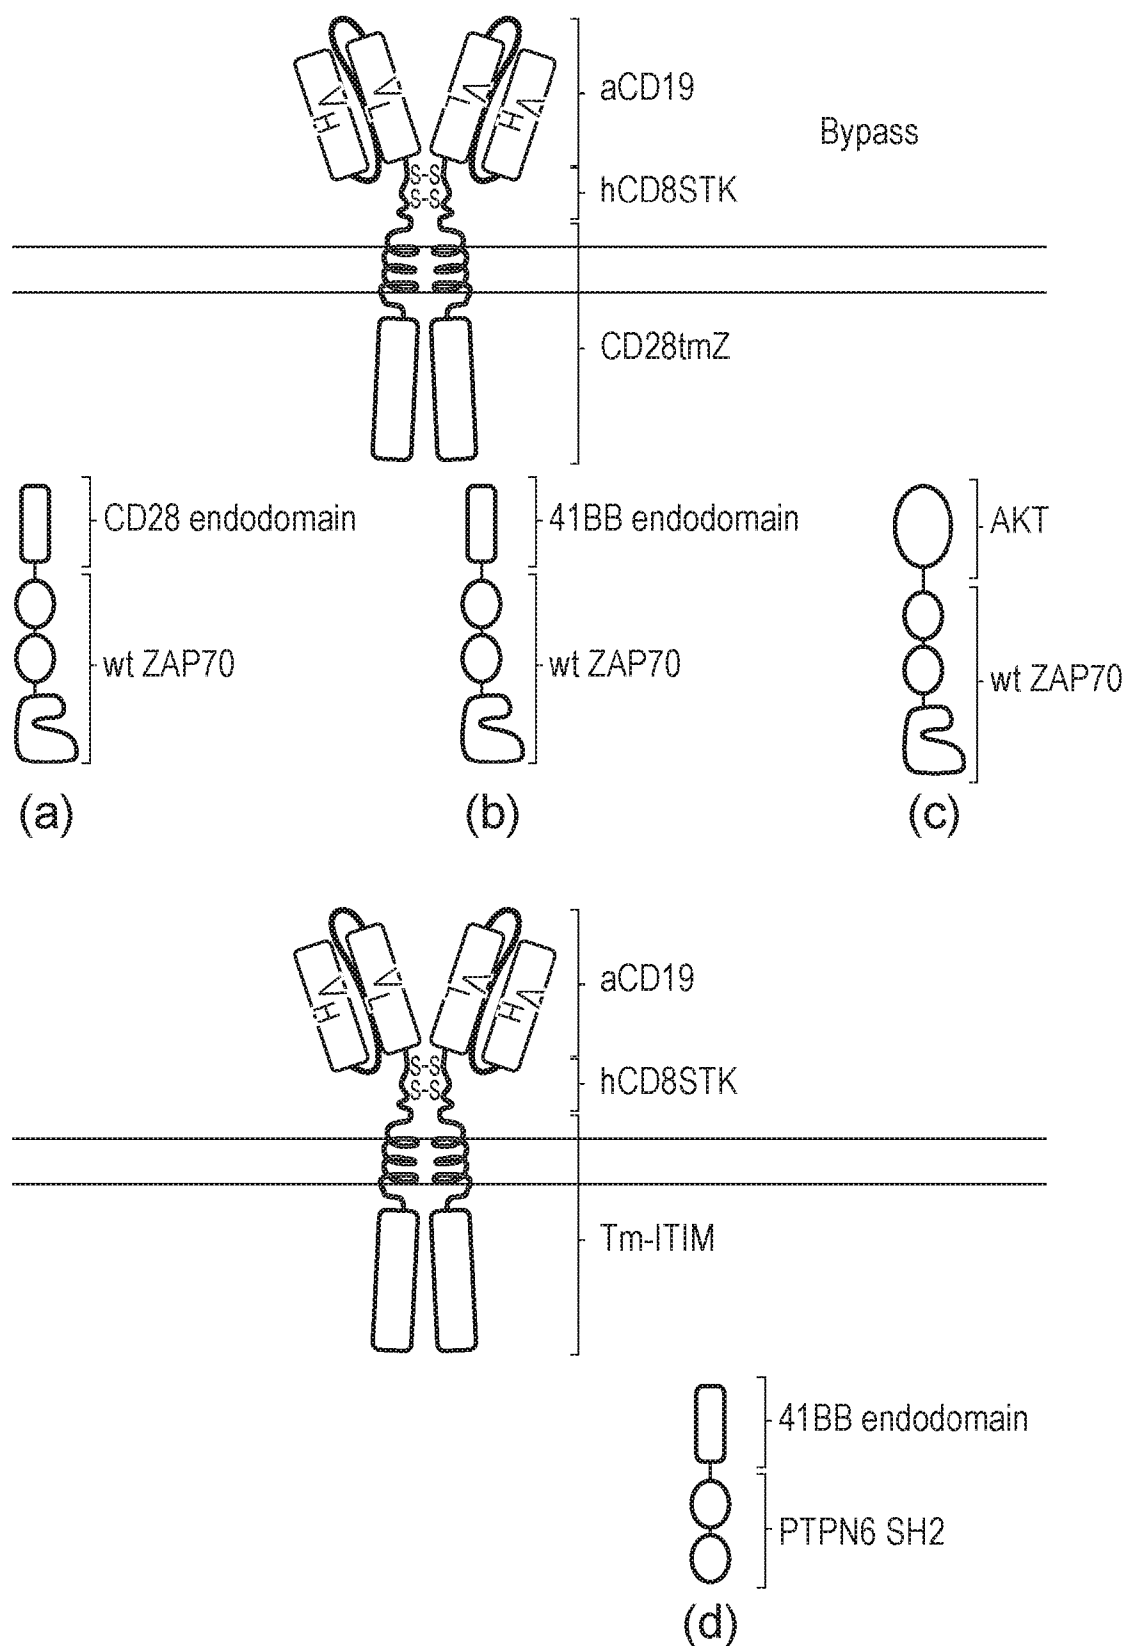 VH
VL
VL
VH
aCD19
Bypass
S-S
S-S
hCD8STK
CD28tmZ
CD28 endodomain
41BB endodomain
AKT
wt ZAP70
wt ZAP70
wt ZAP70
(a)
(b)
(c)
VH
VL
VL
VH
aCD19
S-S
S-S
hCD8STK
Tm-ITIM
41BB endodomain
PTPN6 SH2
(d)